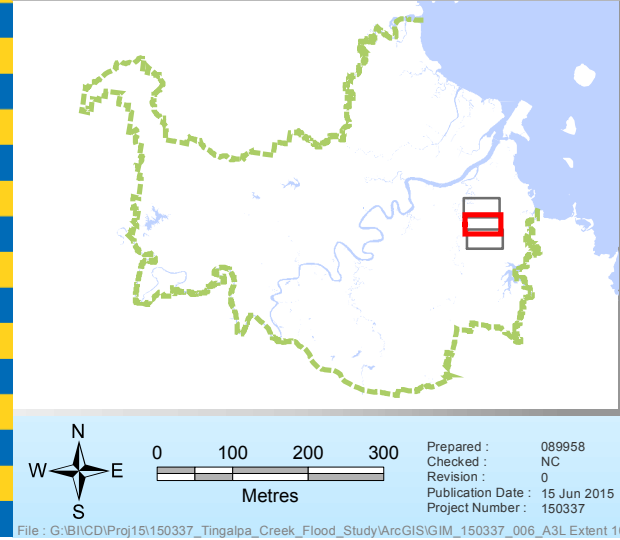 N
W E
S
0 100 200 300
Metres
Prepared : 089958
Checked : NC
Revision : 0
Publication Date : 15 Jun 2015
Project Number : 150337
File : G:\BI\CD\Proj15\150337_Tingalpa_Creek_Flood_Study\ArcGIS\GIM_150337_006_A3L Extent